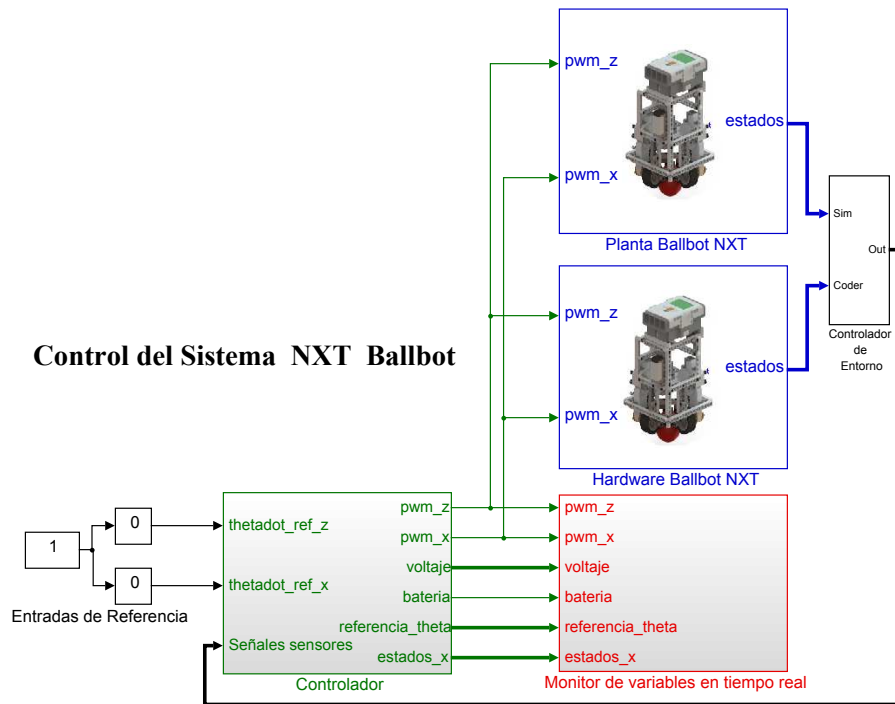 pwm_z
estados
pwm_x
Planta Ballbot NXT
Sim
Out
Coder
Controlador
de
Entorno
pwm_z
estados
pwm_x
Hardware Ballbot NXT
Control del Sistema NXT Ballbot
1
0
0
Entradas de Referencia
thetadot_ref_z
thetadot_ref_x
Señales sensores
pwm_z
pwm_x
voltaje
bateria
referencia_theta
estados_x
Controlador
pwm_z
pwm_x
voltaje
bateria
referencia_theta
estados_x
Monitor de variables en tiempo real